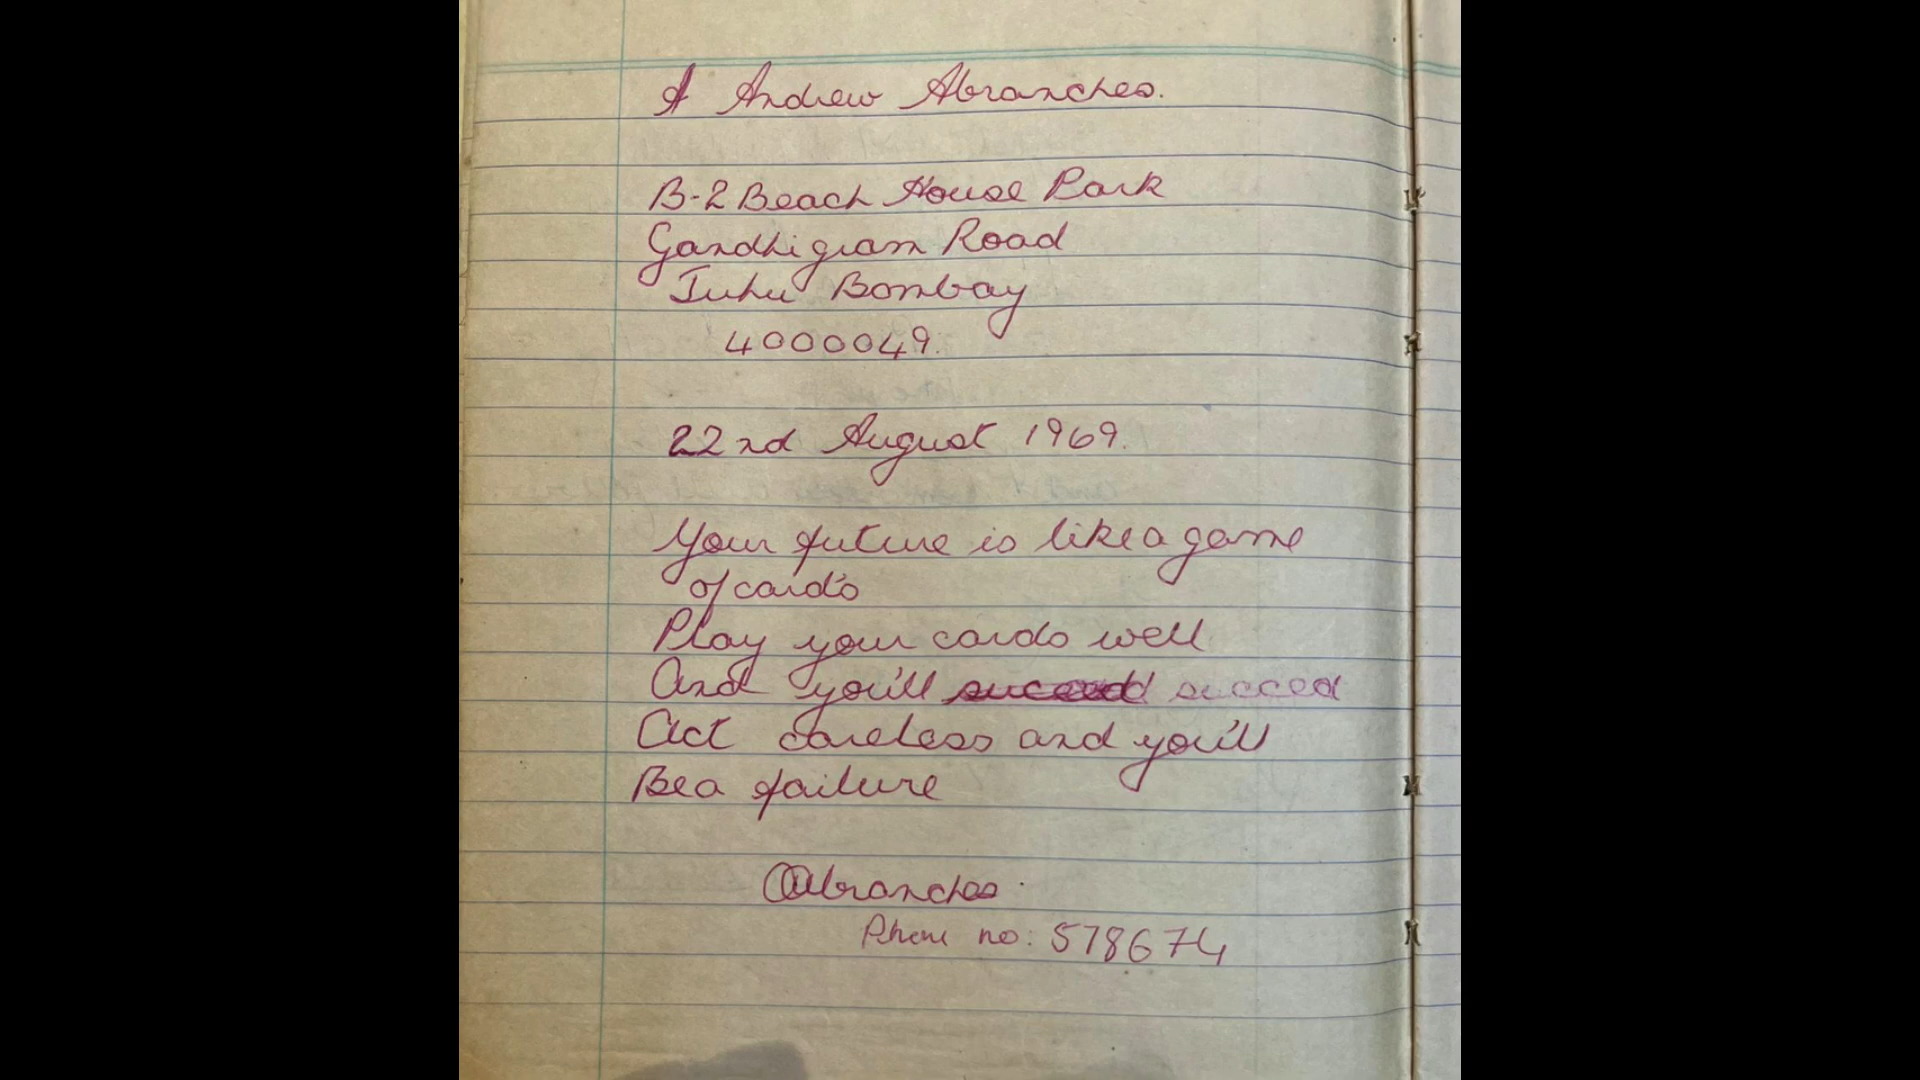 A Andrew Abranches.
B-2 Beach House Park
Gandhigram Road
Juhu Bombay
4000049.
22nd August 1969.
Your future is like a game
of card's
Play your cards well
And you'll succeed succeed
Act careless and you'll
Be a failure
Abranches.
Phone no: 578674